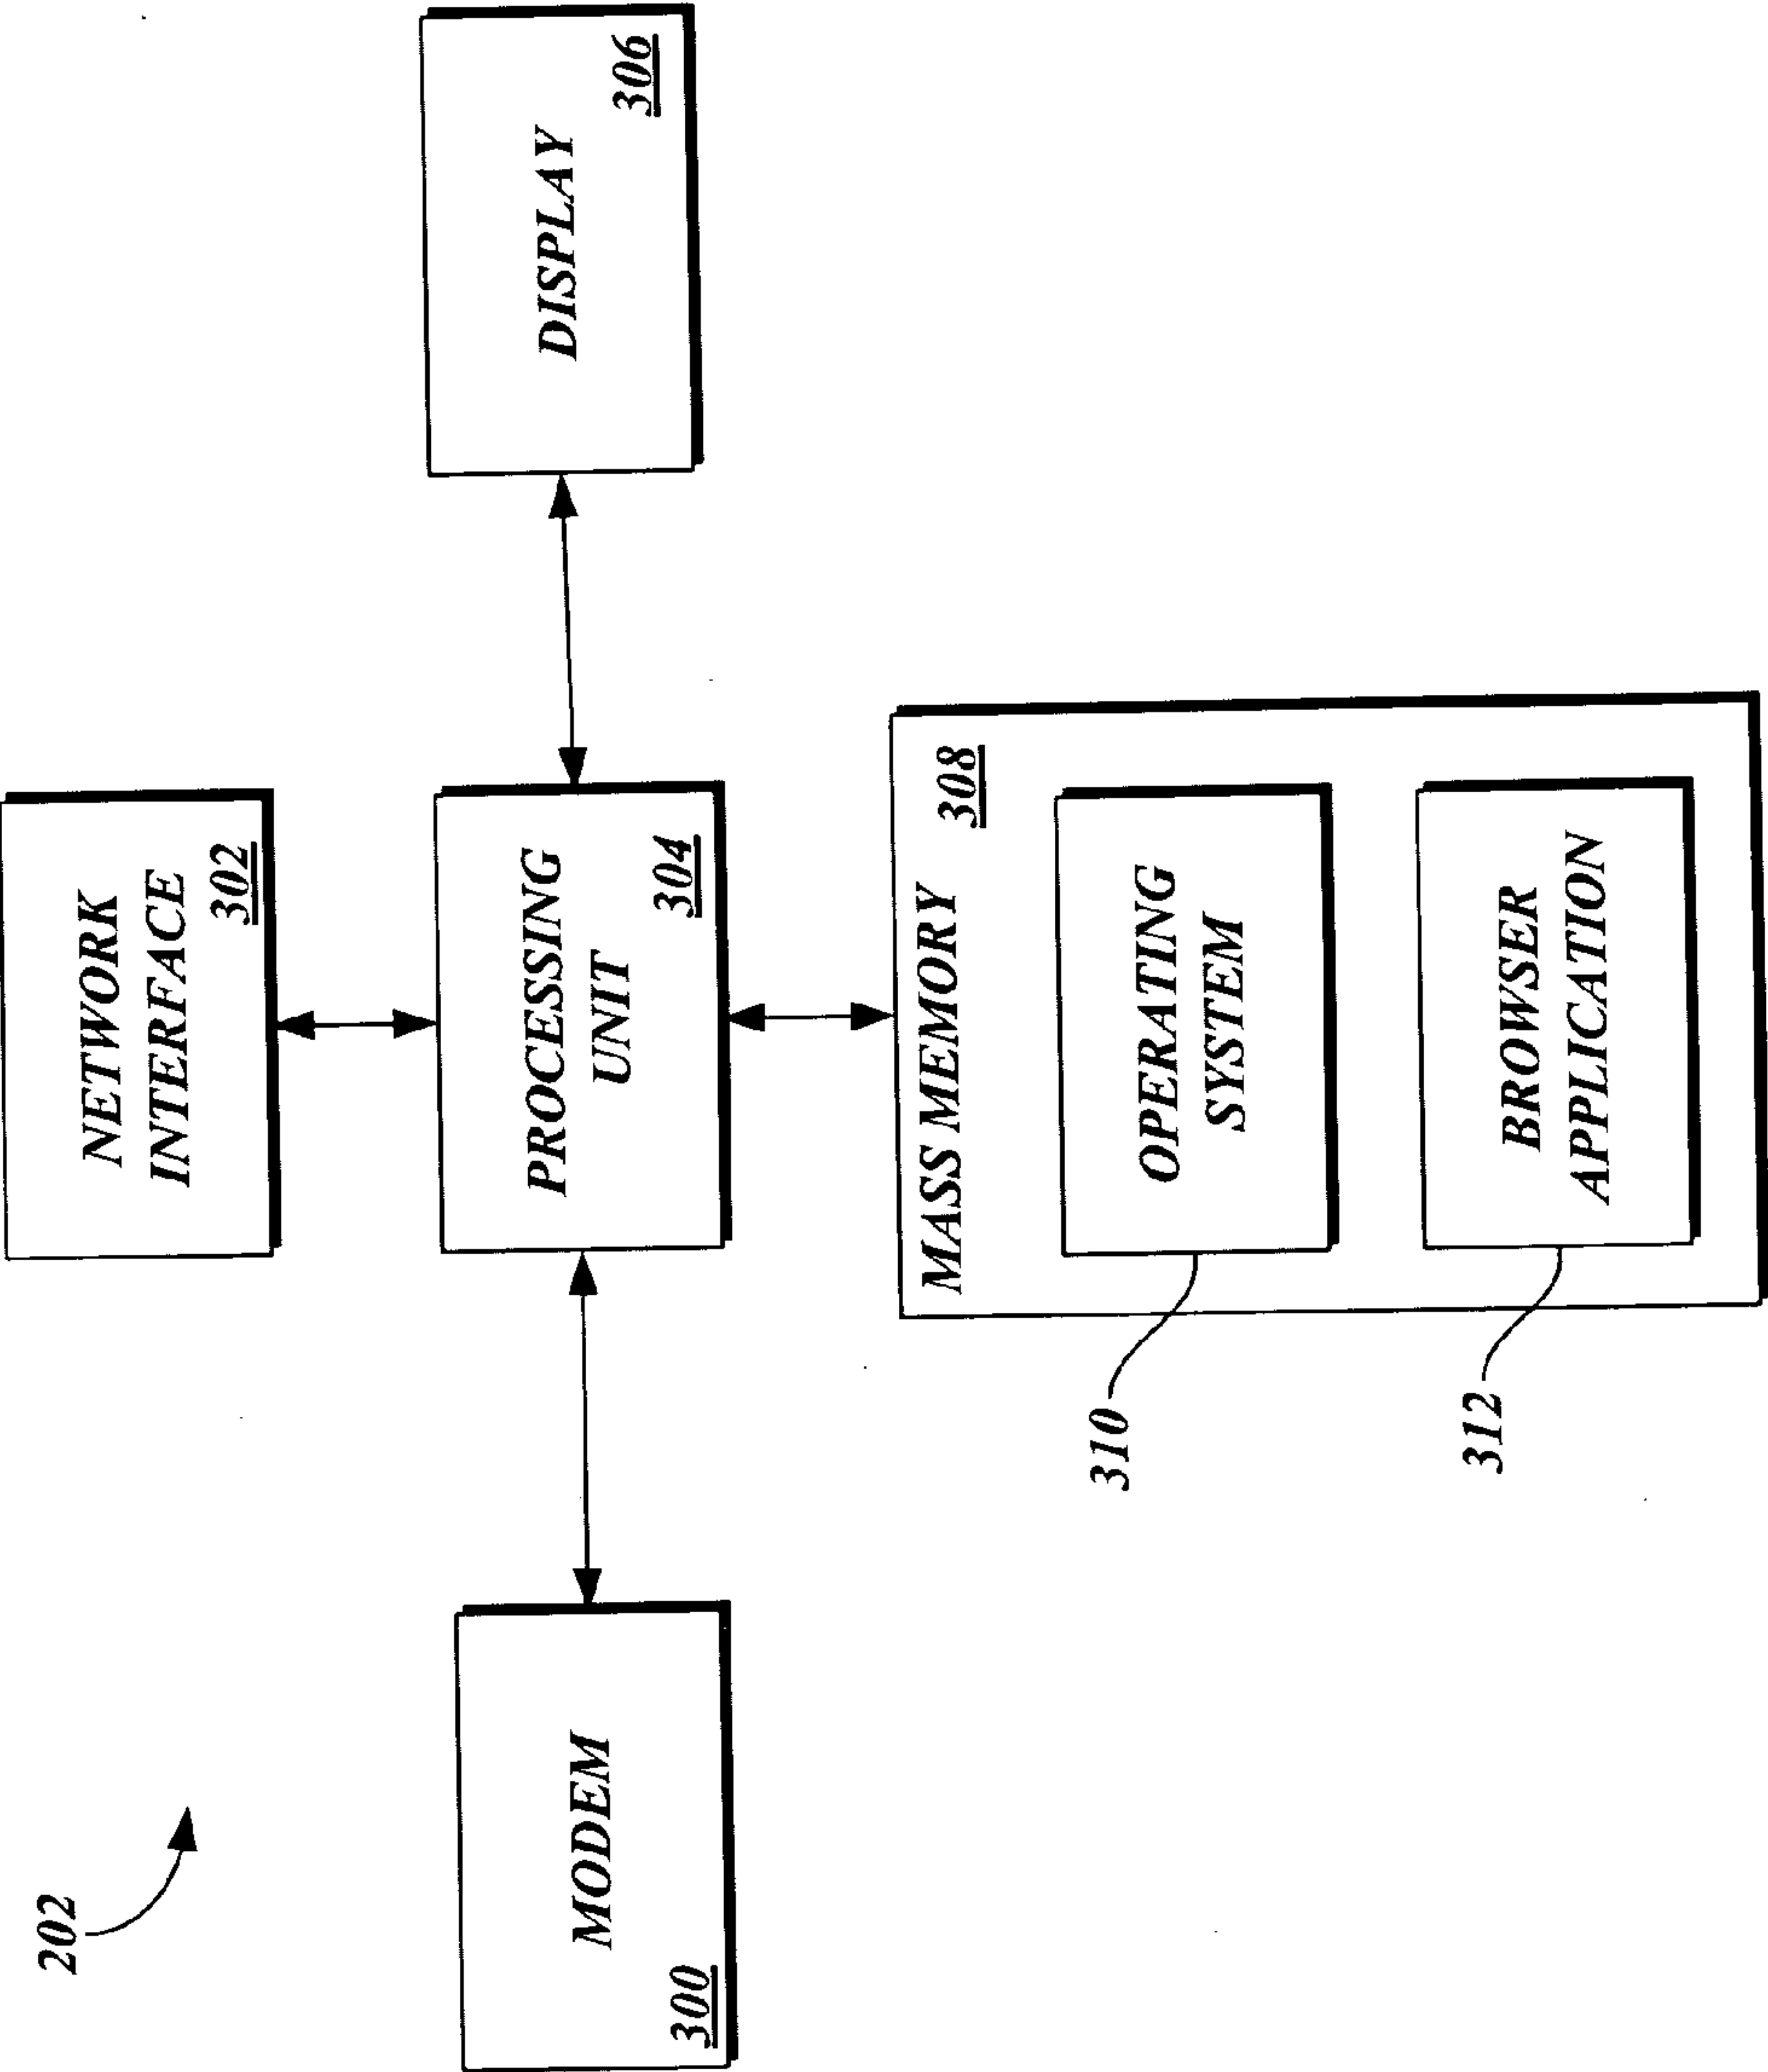 202
NETWORK
INTERFACE
302
MODEM
300
PROCESSING
UNIT
304
DISPLAY
306
MASS MEMORY
308
310
OPERATING
SYSTEM
312
BROWSER
APPLICATION